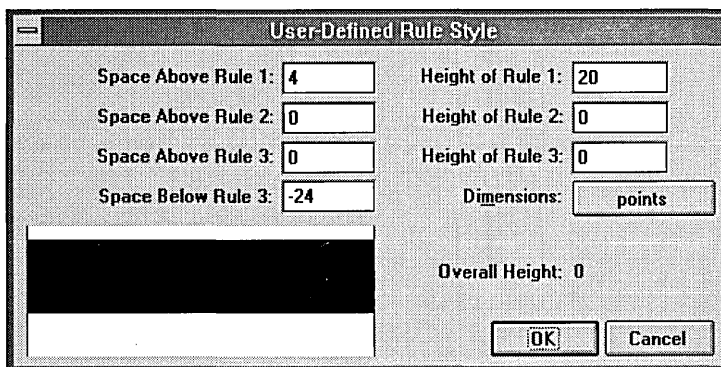 User-Defined Rule Style
Space Above Rule 1: 4 Height of Rule 1: 20
Space Above Rule 2: 0 Height of Rule 2: 0
Space Above Rule 3: 0 Height of Rule 3: 0
Space Below Rule 3: -24 Dimensions: points
Overall Height: 0
OK Cancel